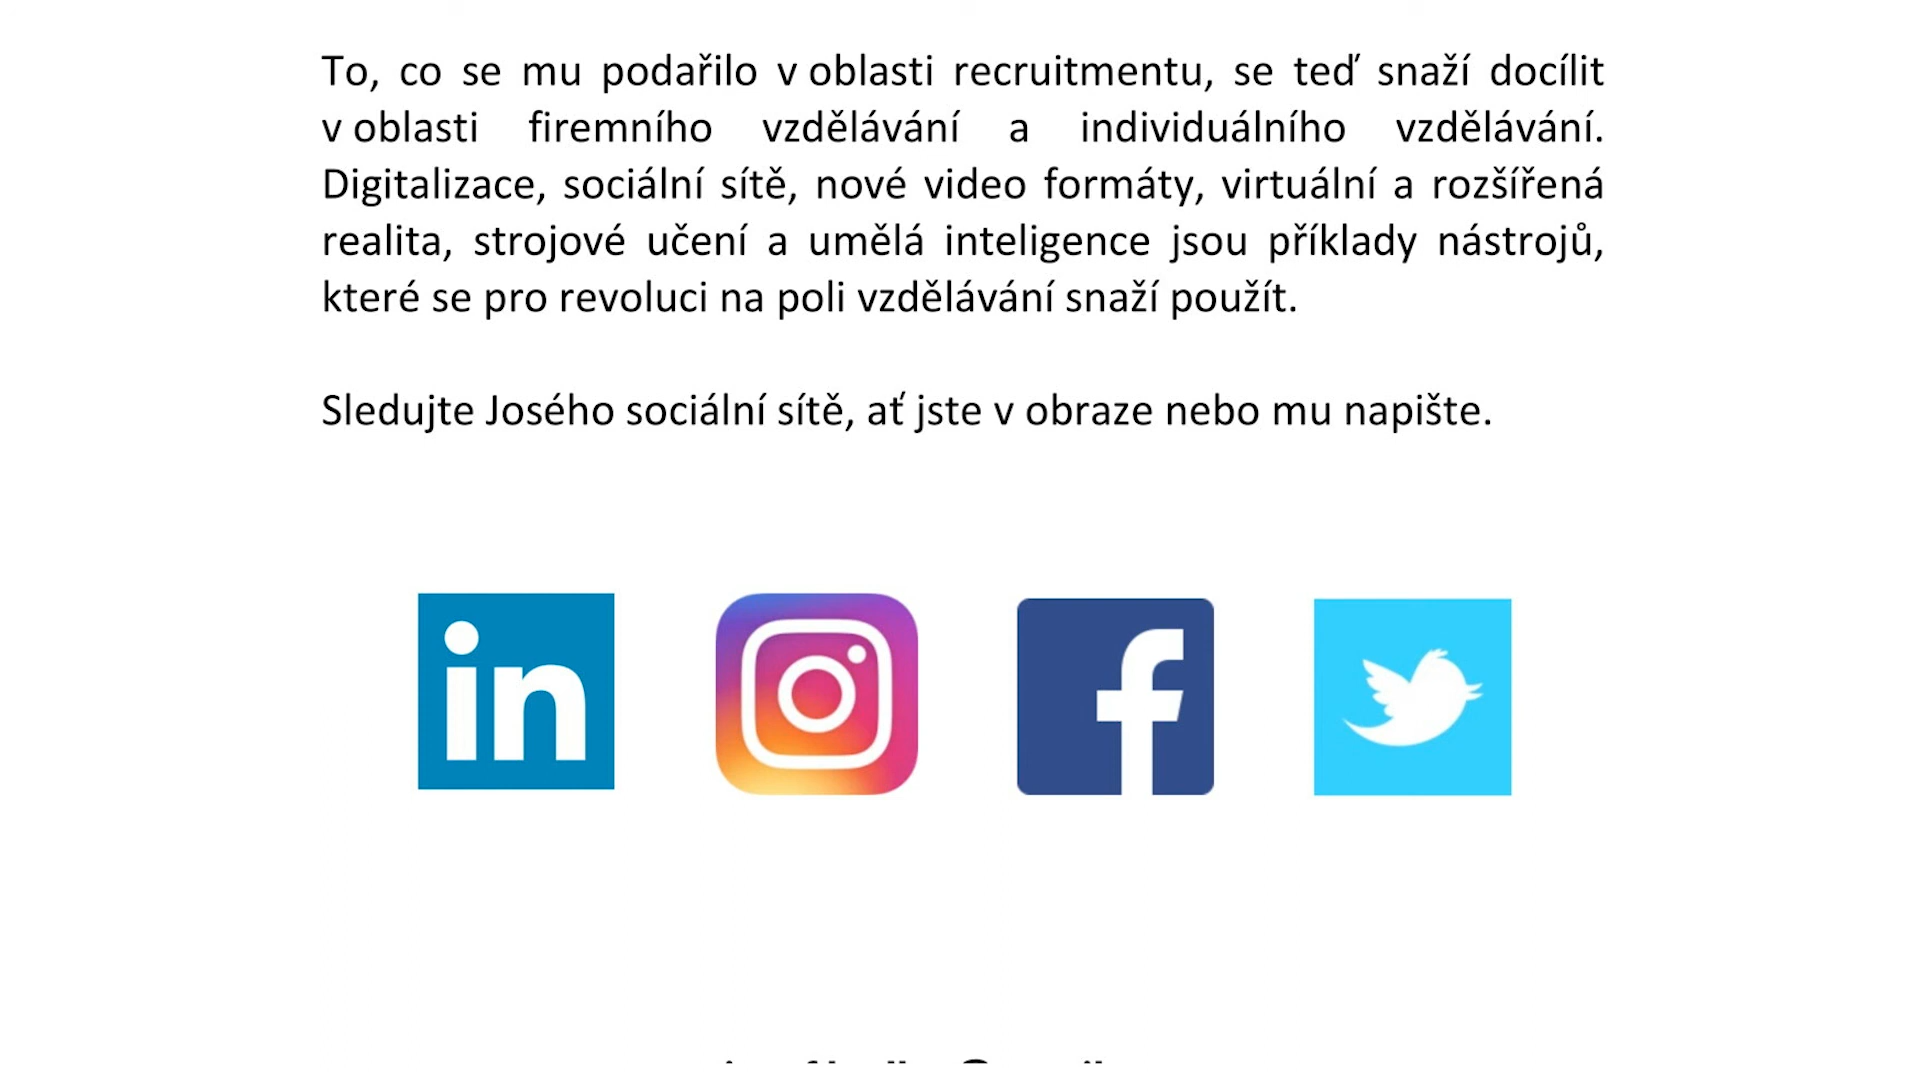 To, co se mu podařilo v oblasti recruitmentu, se teď snaží docílit
v oblasti firemního vzdělávání a individuálního vzdělávání.
Digitalizace, sociální sítě, nové video formáty, virtuální a rozšířená
realita, strojové učení a umělá inteligence jsou příklady nástrojů,
které se pro revoluci na poli vzdělávání snaží použít.
Sledujte Josého sociální sítě, ať jste v obraze nebo mu napište.
in f